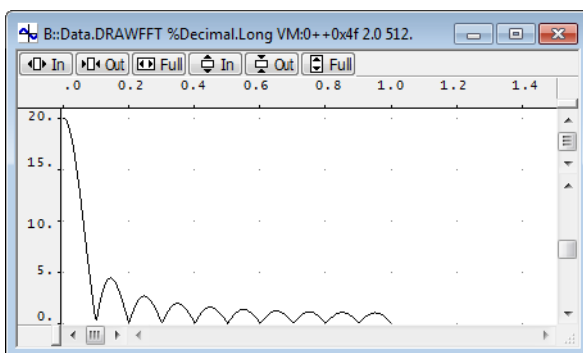 B::Data.DRAWFFT %Decimal.Long VM:0++0x4f 2.0 512.
In Out Full In Out Full
.0 0.2 0.4 0.6 0.8 1.0 1.2 1.4
20.
15.
10.
5.
0.